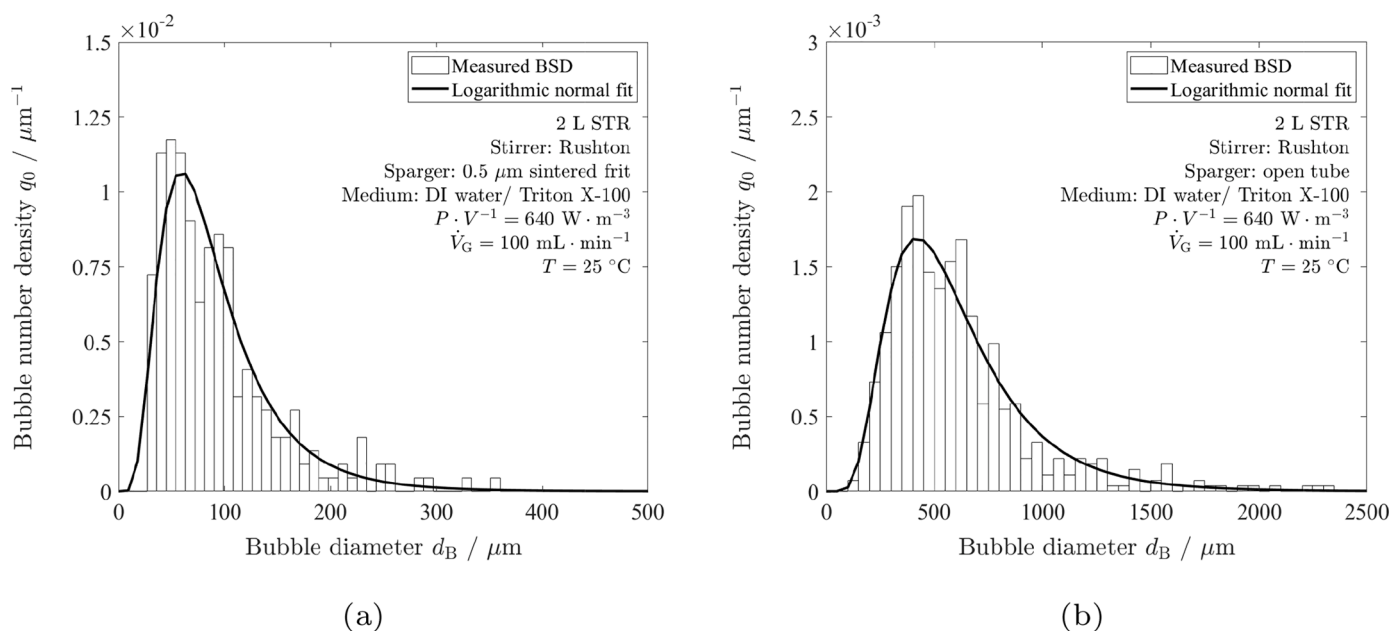 ×10⁻²
1.5
1.25
1
0.75
0.5
0.25
0
0 100 200 300 400 500
Bubble number density q₀ / μm⁻¹
Bubble diameter d_B / μm
Measured BSD
Logarithmic normal fit
2 L STR
Stirrer: Rushton
Sparger: 0.5 μm sintered frit
Medium: DI water/ Triton X-100
P · V⁻¹ = 640 W · m⁻³
V̇_G = 100 mL · min⁻¹
T = 25 °C
(a)
×10⁻³
3
2.5
2
1.5
1
0.5
0
0 500 1000 1500 2000 2500
Bubble number density q₀ / μm⁻¹
Bubble diameter d_B / μm
Measured BSD
Logarithmic normal fit
2 L STR
Stirrer: Rushton
Sparger: open tube
Medium: DI water/ Triton X-100
P · V⁻¹ = 640 W · m⁻³
V̇_G = 100 mL · min⁻¹
T = 25 °C
(b)